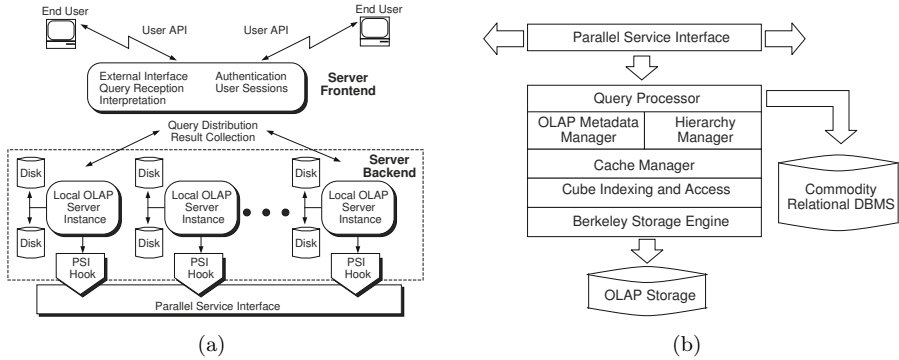 End User
End User
User API
User API
External Interface
Query Reception
Interpretation
Authentication
User Sessions
Server
Frontend
Query Distribution
Result Collection
Server
Backend
Disk
Disk
Disk
Local OLAP
Server
Instance
Local OLAP
Server
Instance
Local OLAP
Server
Instance
Disk
Disk
Disk
PSI
Hook
PSI
Hook
PSI
Hook
Parallel Service Interface
(a)
Parallel Service Interface
Query Processor
OLAP Metadata
Manager
Hierarchy
Manager
Cache Manager
Cube Indexing and Access
Berkeley Storage Engine
Commodity
Relational DBMS
OLAP Storage
(b)